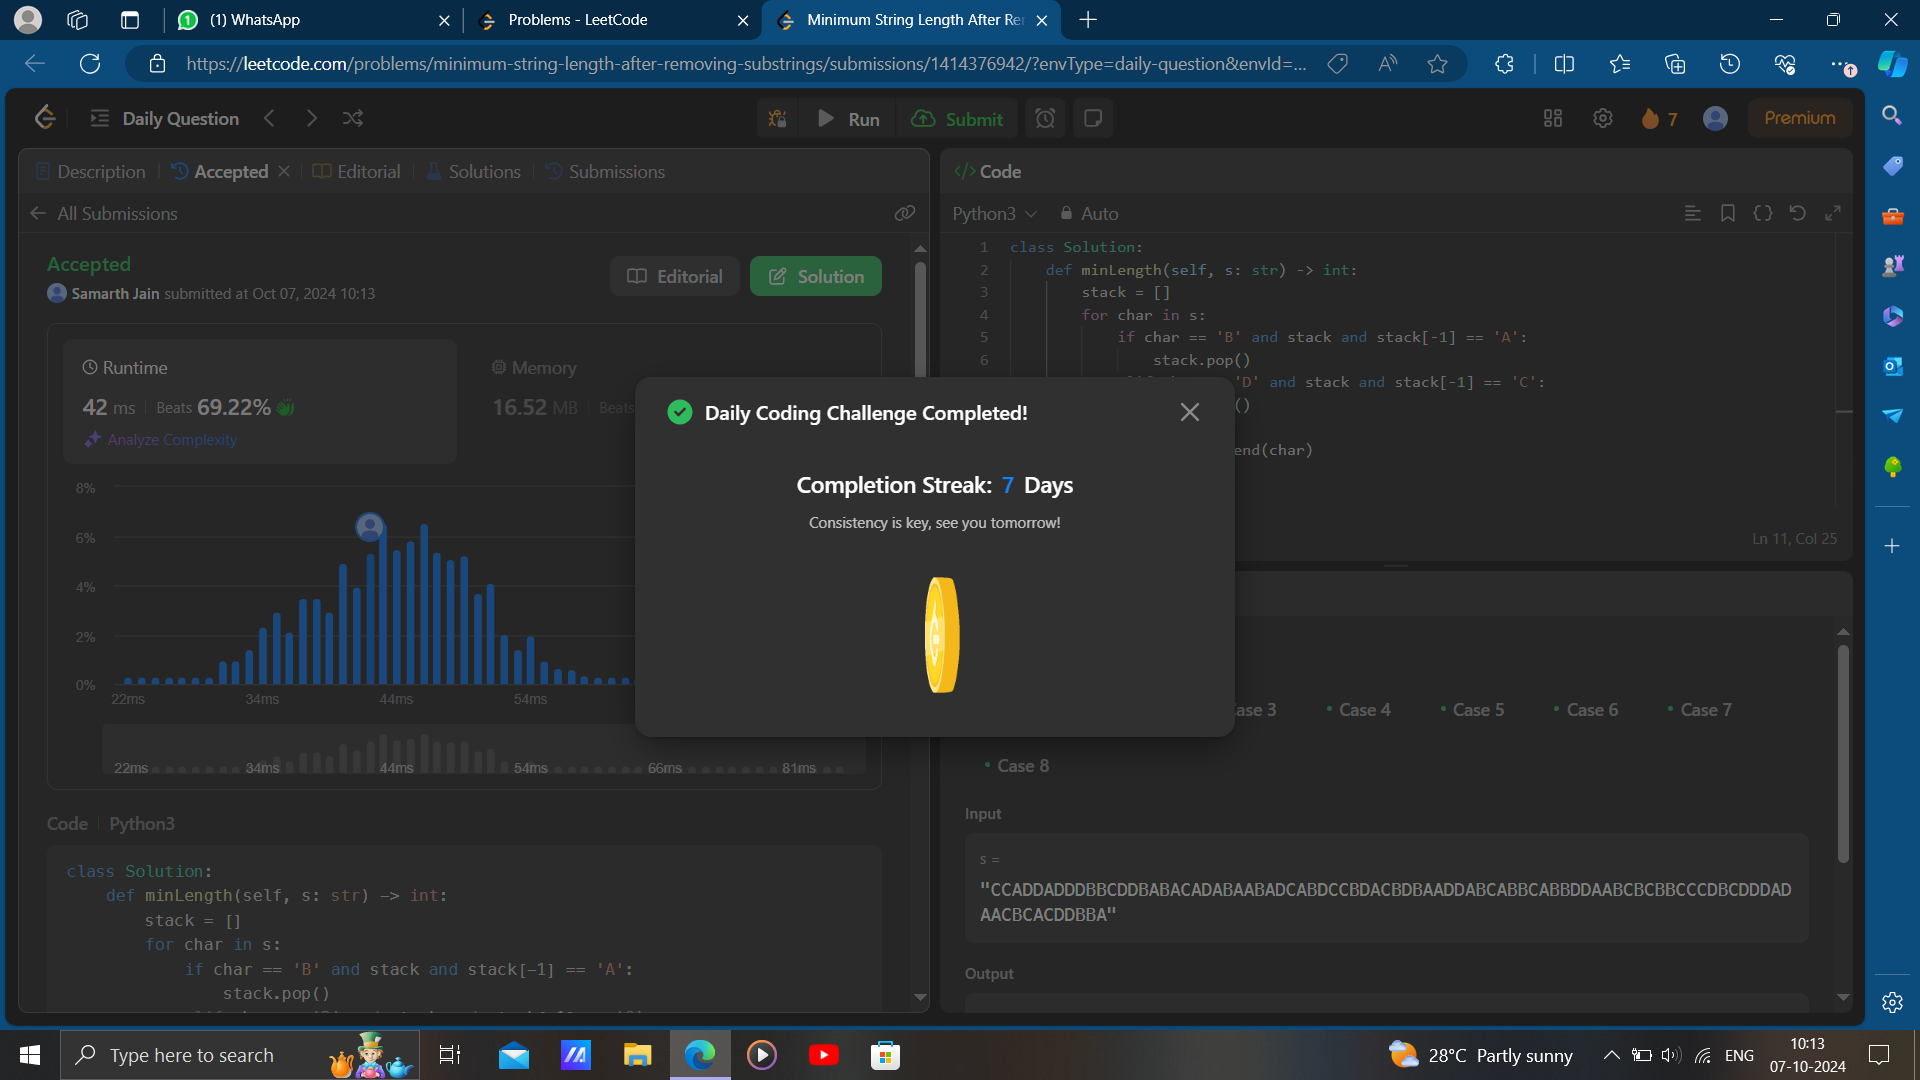 (1) WhatsApp
Problems - LeetCode
Minimum String Length After Re
https://leetcode.com/problems/minimum-string-length-after-removing-substrings/submissions/1414376942/?envType=daily-question&envId=...
Daily Question
Run
Submit
7
Premium
Description
Accepted
Editorial
Solutions
Submissions
All Submissions
Accepted
Samarth Jain submitted at Oct 07, 2024 10:13
Editorial
Solution
Runtime
42 ms
Beats 69.22%
Analyze Complexity
Memory
16.52 MB
Beats
8%
6%
4%
2%
0%
22ms
34ms
44ms
54ms
22ms
34ms
44ms
54ms
66ms
81ms
Code
Python3
class Solution:
def minLength(self, s: str) -> int:
stack = []
for char in s:
if char == 'B' and stack and stack[-1] == 'A':
stack.pop()
Daily Coding Challenge Completed!
Completion Streak: 7 Days
Consistency is key, see you tomorrow!
</> Code
Python3
Auto
1 class Solution:
2 def minLength(self, s: str) -> int:
3 stack = []
4 for char in s:
5 if char == 'B' and stack and stack[-1] == 'A':
6 stack.pop()
'D' and stack and stack[-1] == 'C':
()
end(char)
Ln 11, Col 25
ase 3
Case 4
Case 5
Case 6
Case 7
Case 8
Input
s =
"CCADDADDDBBCDDBABACADABAABADCABDCCBDACBDBAADDABCABBCABBDDAABCBCBBCCCDBCDDDAD
AACBCACDDBBA"
Output
Type here to search
28°C Partly sunny
ENG
10:13
07-10-2024